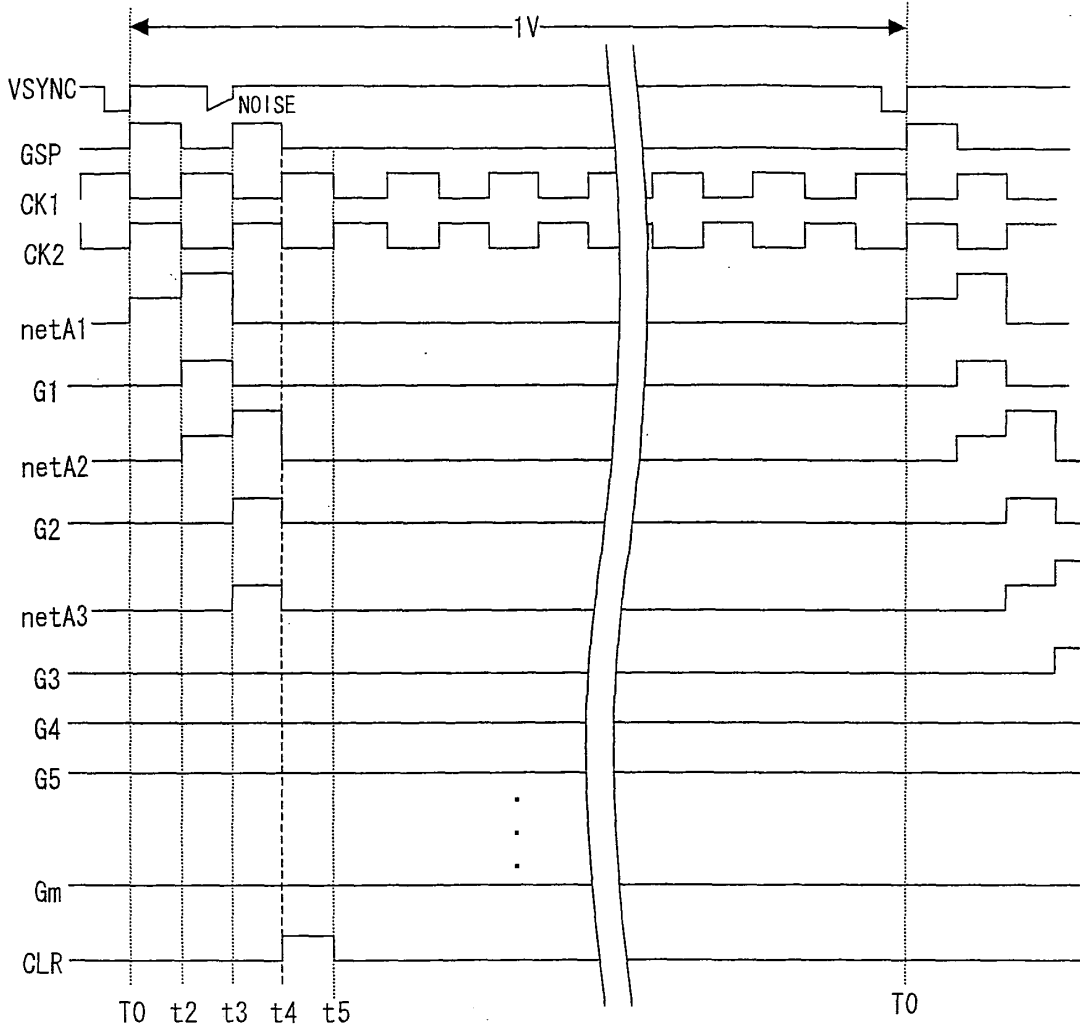 1V
VSYNC
NOISE
GSP
CK1
CK2
netA1
G1
netA2
G2
netA3
G3
G4
G5
Gm
CLR
T0 t2 t3 t4 t5 T0